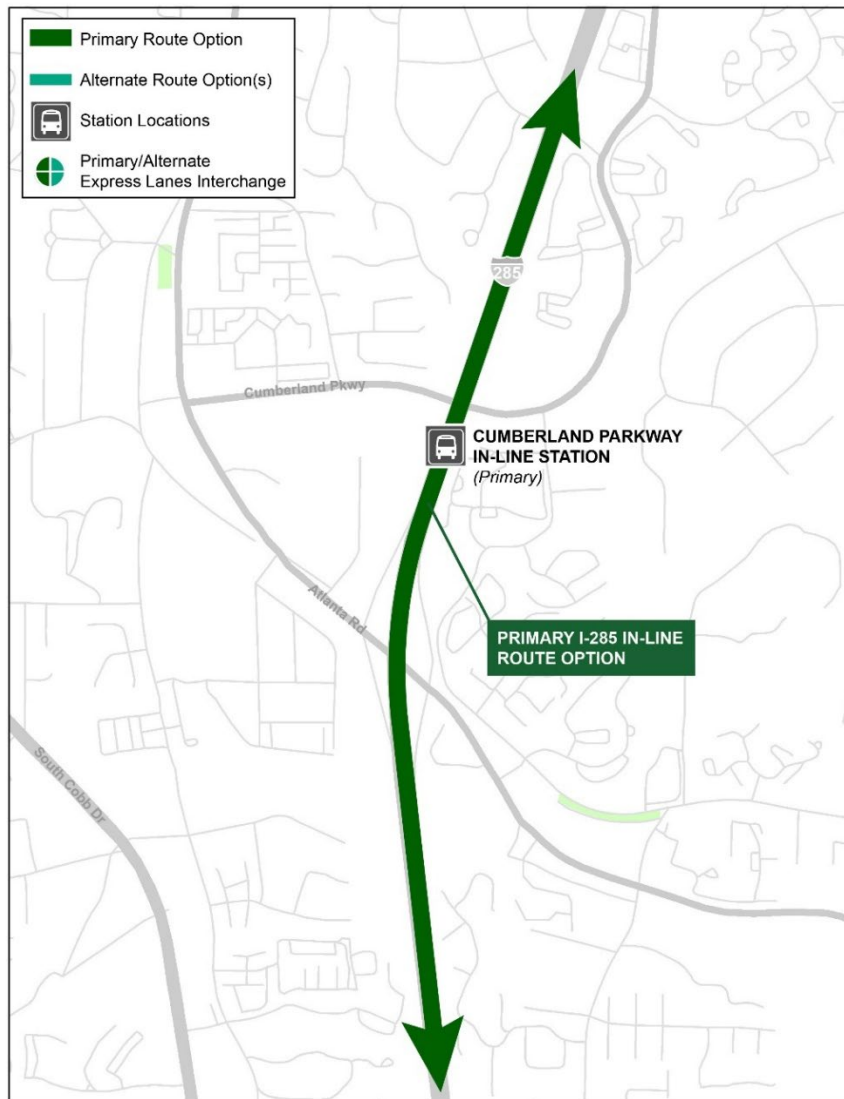 Primary Route Option
Alternate Route Option(s)
Station Locations
Primary/Alternate
Express Lanes Interchange
285
Cumberland Pkwy
CUMBERLAND PARKWAY
IN-LINE STATION
(Primary)
Atlanta Rd
PRIMARY I-285 IN-LINE
ROUTE OPTION
South Cobb Dr